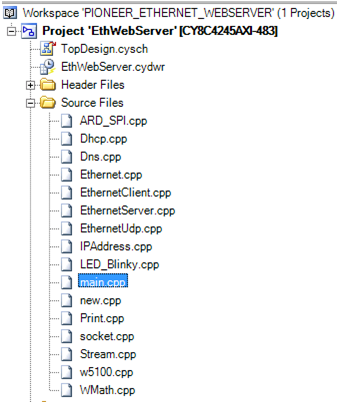 Workspace 'PIONEER_ETHERNET_WEBSERVER' (1 Projects)
Project 'EthWebServer' [CY8C4245AXI-483]
TopDesign.cysch
EthWebServer.cydwr
Header Files
Source Files
ARD_SPI.cpp
Dhcp.cpp
Dns.cpp
Ethernet.cpp
EthernetClient.cpp
EthernetServer.cpp
EthernetUdp.cpp
IPAddress.cpp
LED_Blinky.cpp
main.cpp
new.cpp
Print.cpp
socket.cpp
Stream.cpp
w5100.cpp
WMath.cpp